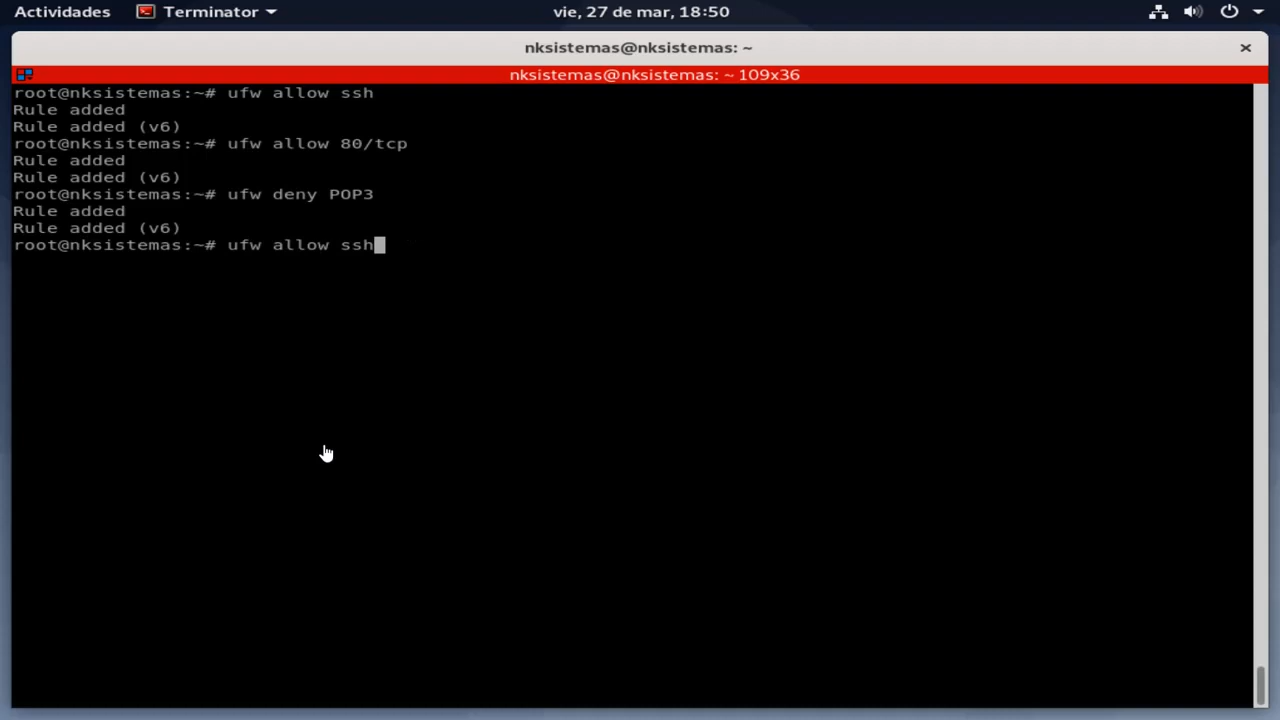 Actividades Terminator vie, 27 de mar, 18:50
nksistemas@nksistemas: ~
nksistemas@nksistemas: ~ 109x36
root@nksistemas:~# ufw allow ssh
Rule added
Rule added (v6)
root@nksistemas:~# ufw allow 80/tcp
Rule added
Rule added (v6)
root@nksistemas:~# ufw deny POP3
Rule added
Rule added (v6)
root@nksistemas:~# ufw allow ssh